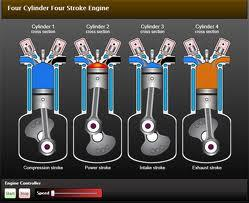 Four Cylinder Four Stroke Engine
Cylinder 1 Cylinder 2 Cylinder 3 Cylinder 4
cross section cross section cross section cross section
Compression stroke Power stroke Intake stroke Exhaust stroke
Engine Controller
Start Stop Speed